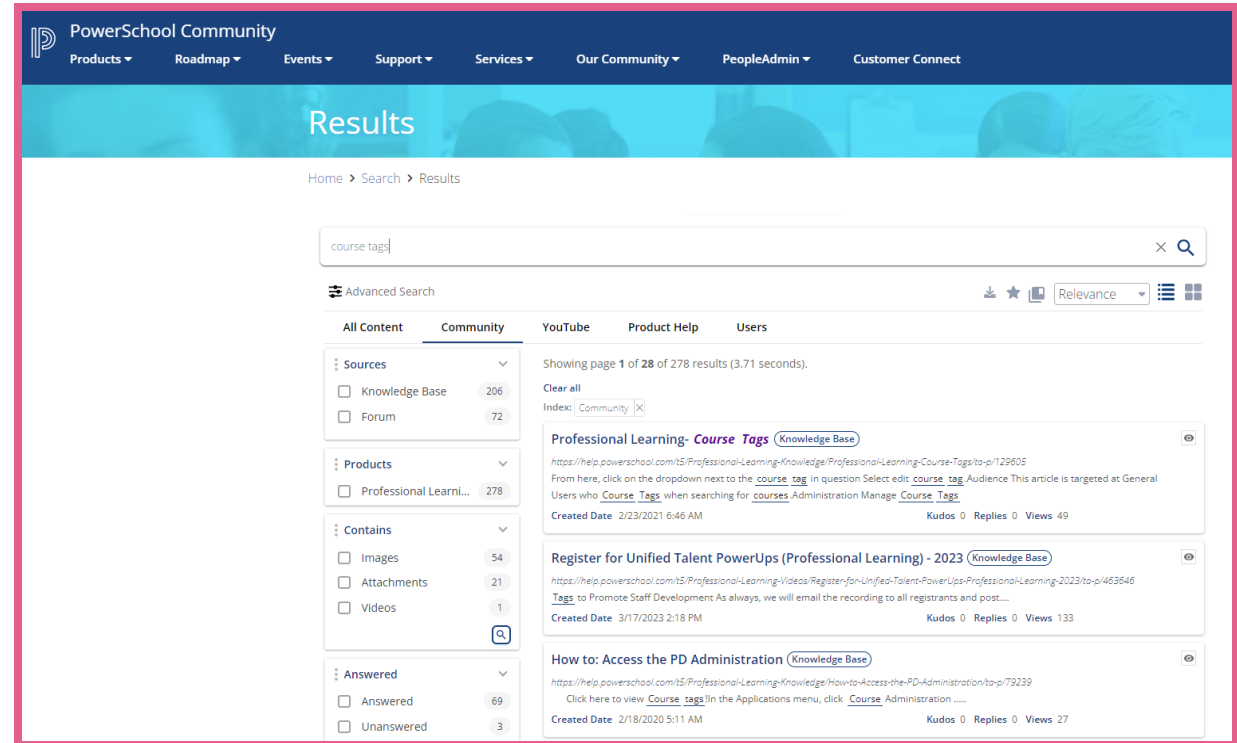 PowerSchool Community
Products Roadmap Events Support Services Our Community PeopleAdmin Customer Connect
Results
Home > Search > Results
course tags
Advanced Search
Relevance
All Content Community YouTube Product Help Users
Sources
Knowledge Base 206
Forum 72
Products
Professional Learni... 278
Contains
Images 54
Attachments 21
Videos 1
Answered
Answered 69
Unanswered 3
Showing page 1 of 28 of 278 results (3.71 seconds).
Clear all
Index: Community
Professional Learning- Course Tags Knowledge Base
https://help.powerschool.com/t5/Professional-Learning-Knowledge/Professional-Learning-Course-Tags/ta-p/129605
From here, click on the dropdown next to the course tag in question Select edit course tag .Audience This article is targeted at General
Users who Course Tags when searching for courses .Administration Manage Course Tags
Created Date 2/23/2021 6:46 AM Kudos 0 Replies 0 Views 49
Register for Unified Talent PowerUps (Professional Learning) - 2023 Knowledge Base
https://help.powerschool.com/t5/Professional-Learning-Videos/Register-for-Unified-Talent-PowerUps-Professional-Learning-2023/ta-p/463646
Tags to Promote Staff Development As always, we will email the recording to all registrants and post....
Created Date 3/17/2023 2:18 PM Kudos 0 Replies 0 Views 133
How to: Access the PD Administration Knowledge Base
https://help.powerschool.com/t5/Professional-Learning-Knowledge/How-to-Access-the-PD-Administration/ta-p/79239
Click here to view Course tags !In the Applications menu, click Course Administration .....
Created Date 2/18/2020 5:11 AM Kudos 0 Replies 0 Views 27